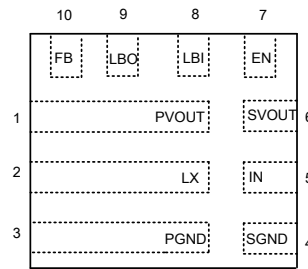 10 9 8 7
FB LBO LBI EN
1 PVOUT SVOUT 6
2 LX IN 5
3 PGND SGND 4